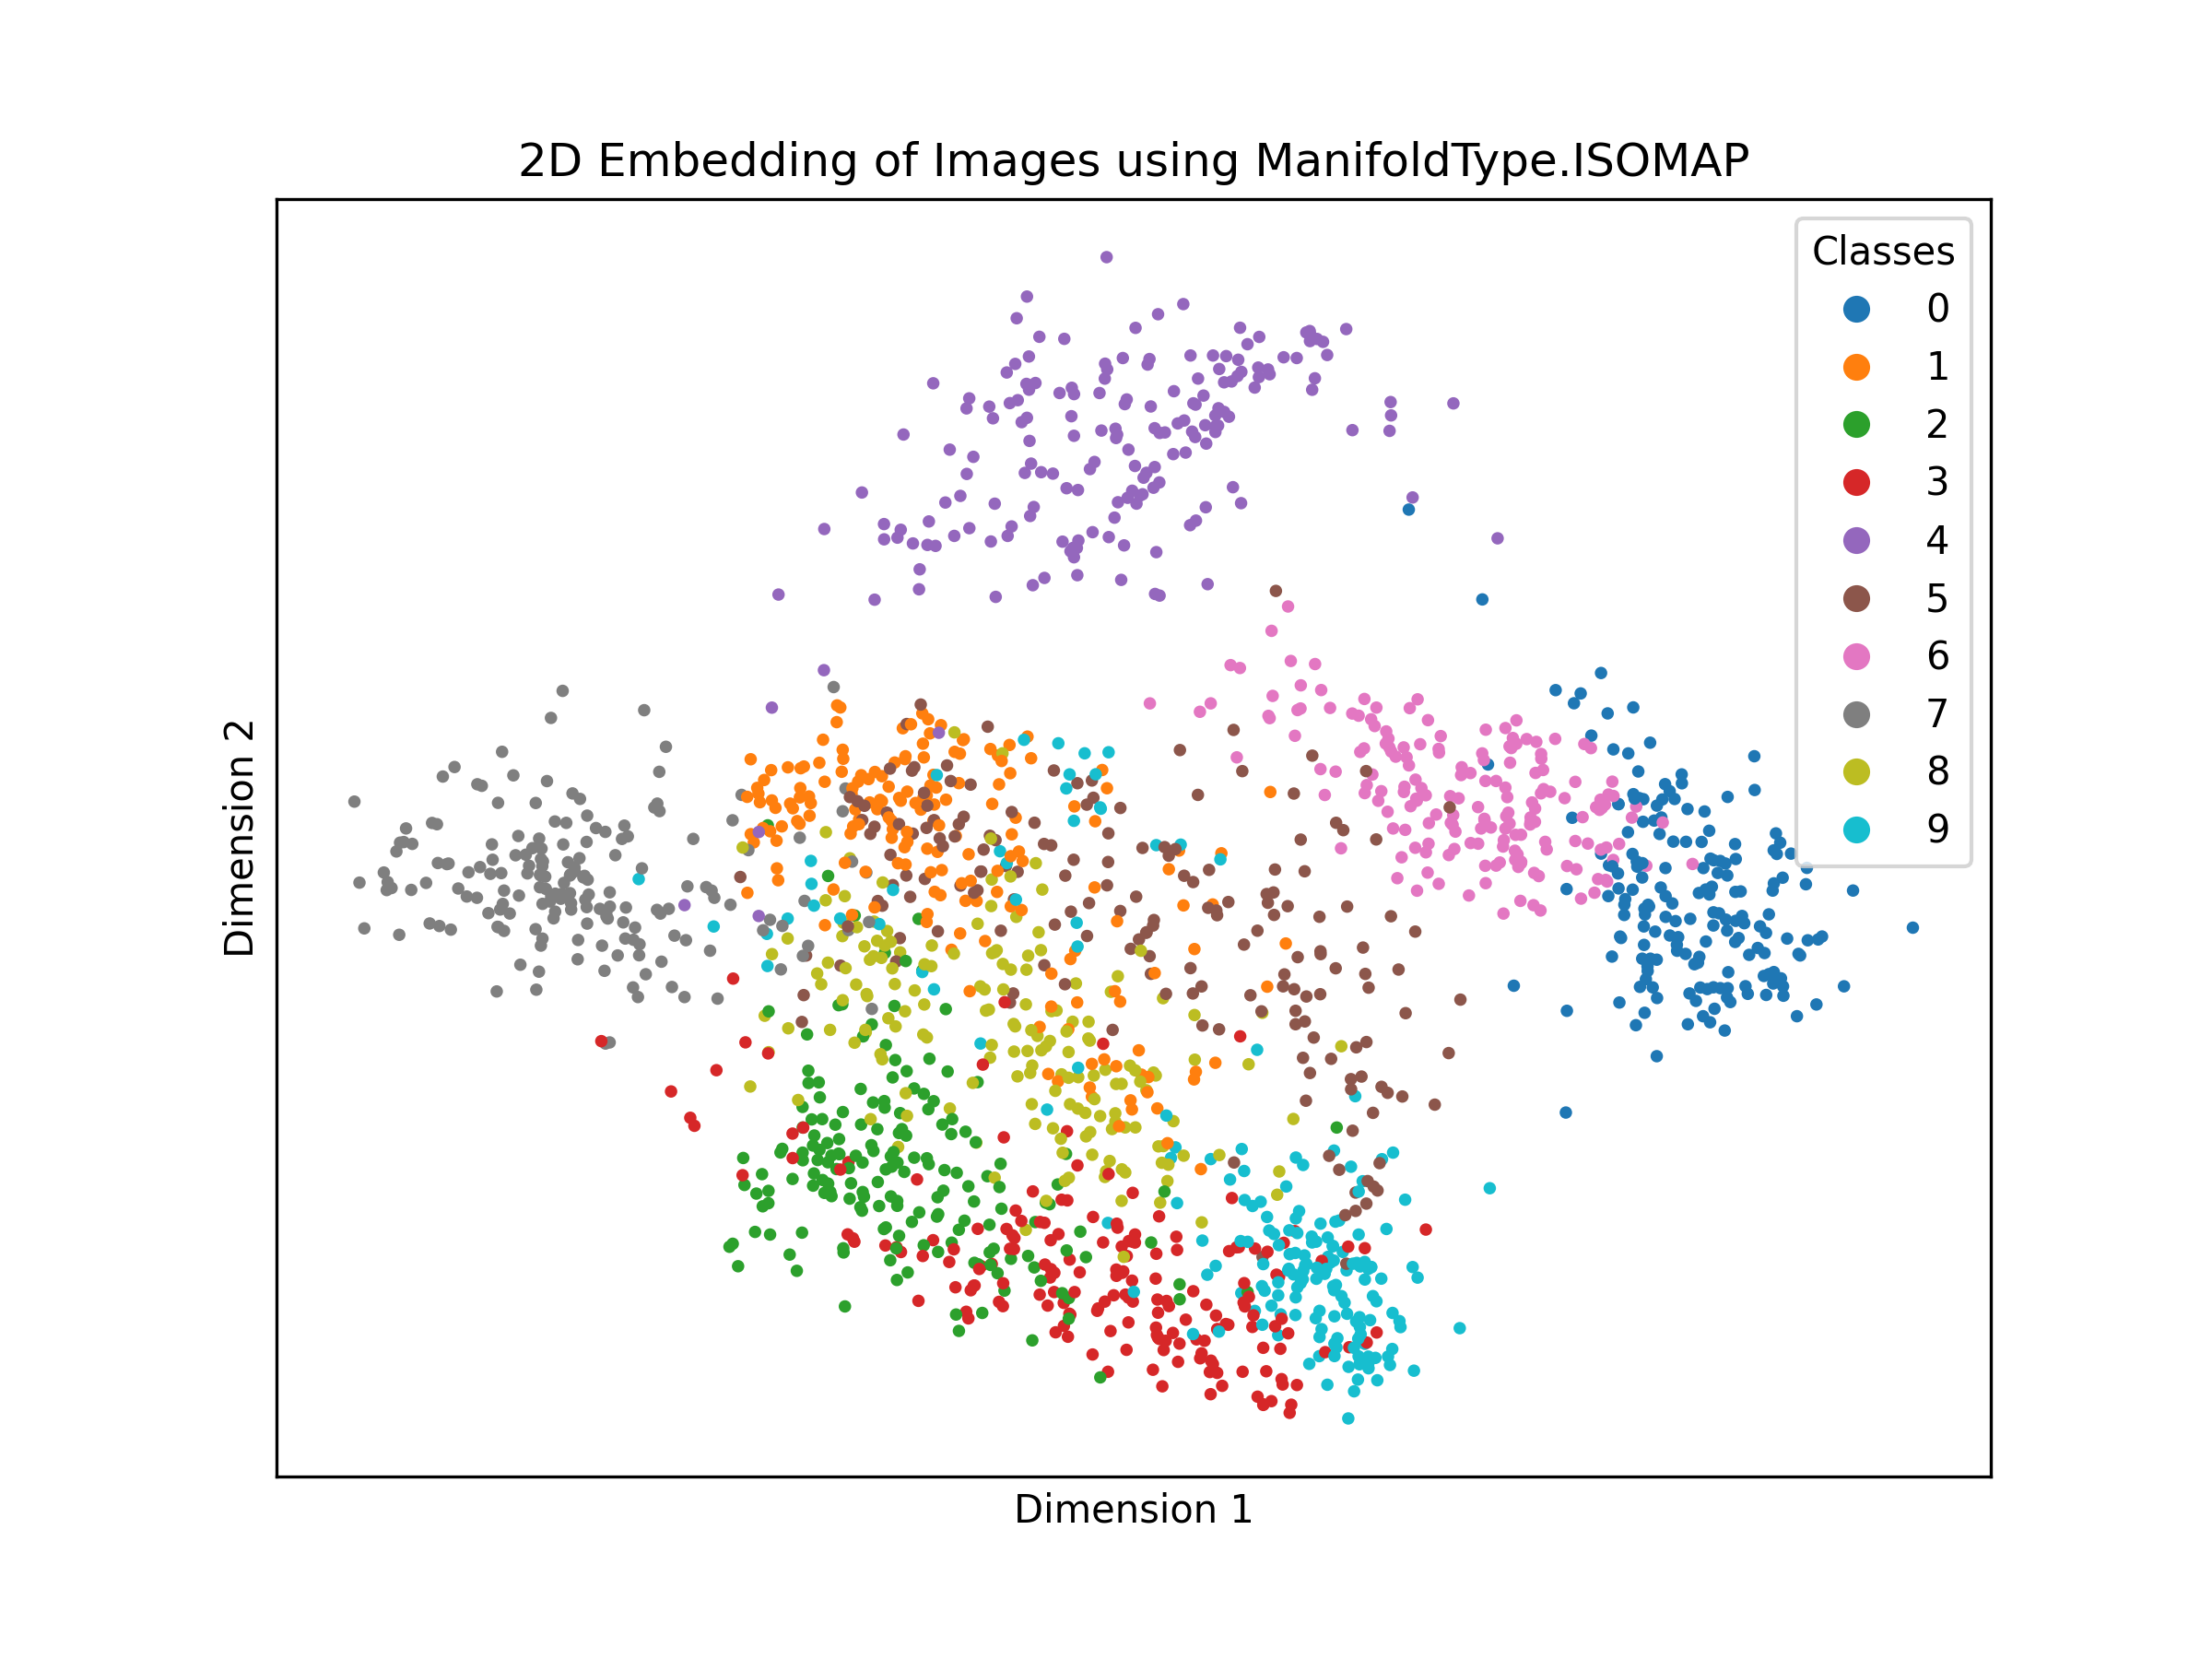 2D Embedding of Images using ManifoldType.ISOMAP
Classes
0
1
2
3
4
5
6
7
8
9
Dimension 2
Dimension 1